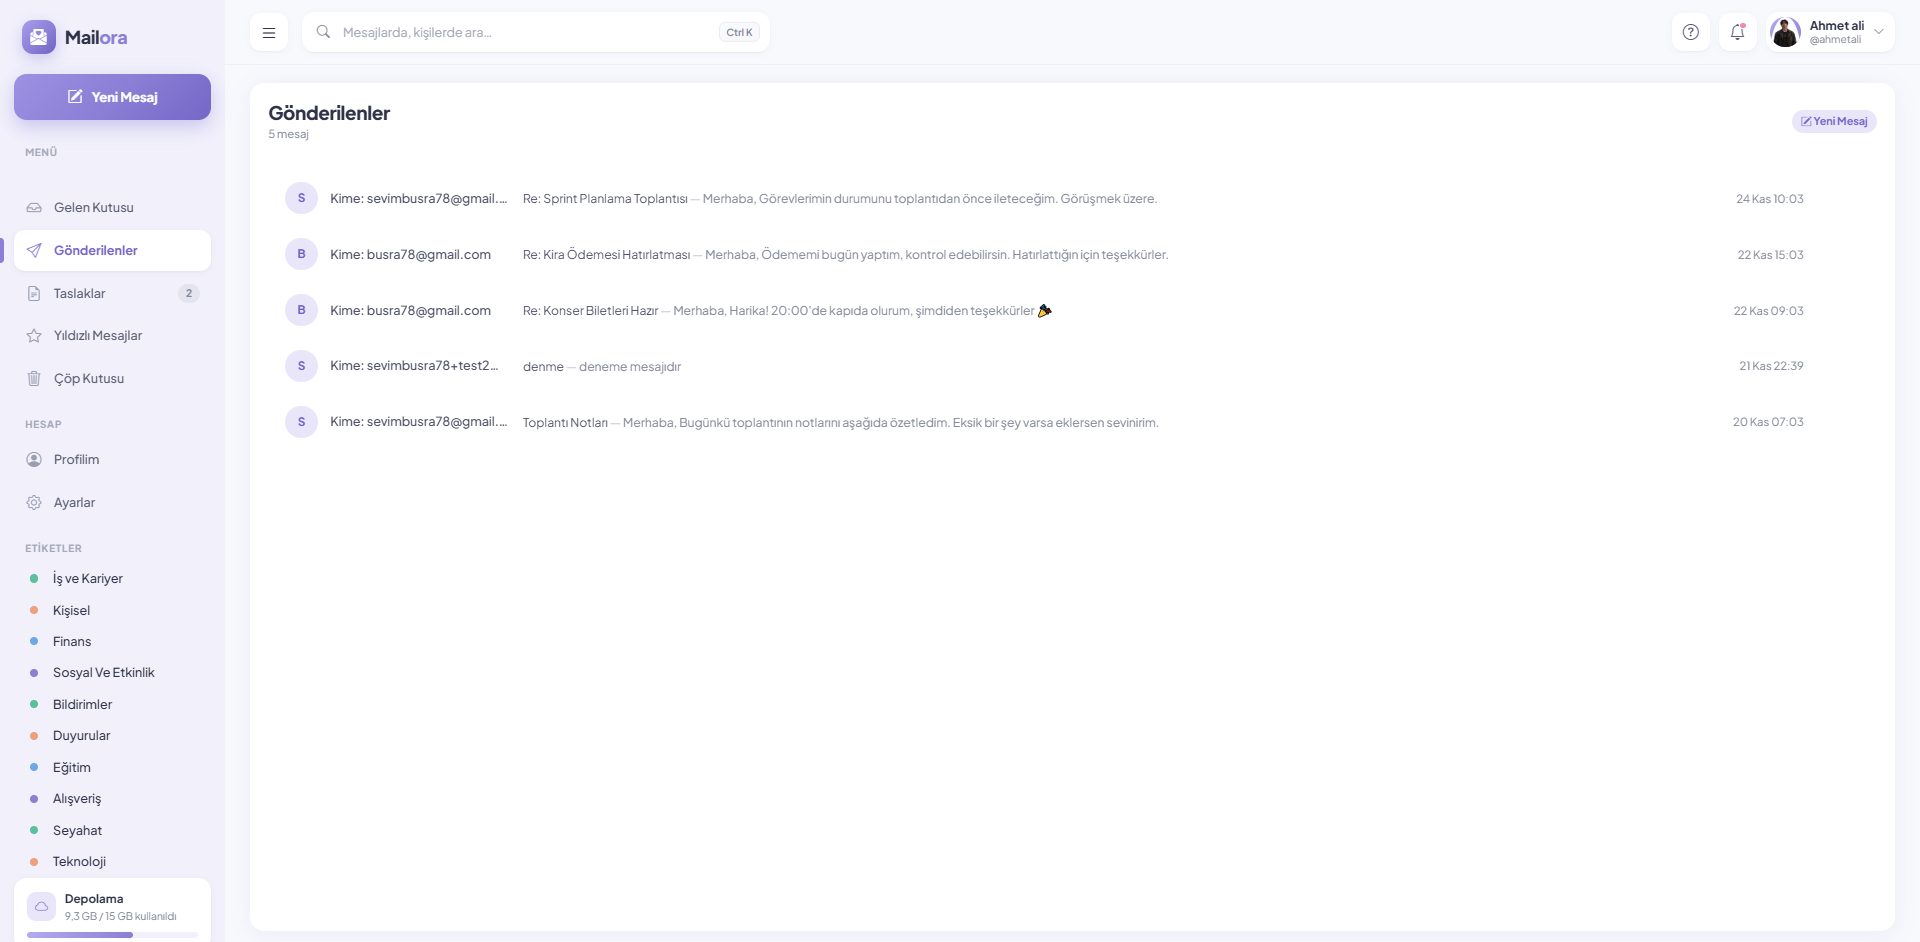 Mailora
Mesajlarda, kişilerde ara...
Ctrl K
Ahmet ali
@ahmetali
Yeni Mesaj
MENÜ
Gelen Kutusu
Gönderilenler
Taslaklar 2
Yıldızlı Mesajlar
Çöp Kutusu
HESAP
Profilim
Ayarlar
ETİKETLER
İş ve Kariyer
Kişisel
Finans
Sosyal Ve Etkinlik
Bildirimler
Duyurular
Eğitim
Alışveriş
Seyahat
Teknoloji
Depolama
9,3 GB / 15 GB kullanıldı
Gönderilenler
5 mesaj
Yeni Mesaj
S Kime: sevimbusra78@gmail.… Re: Sprint Planlama Toplantısı — Merhaba, Görevlerimin durumunu toplantıdan önce ileteceğim. Görüşmek üzere. 24 Kas 10:03
B Kime: busra78@gmail.com Re: Kira Ödemesi Hatırlatması — Merhaba, Ödememi bugün yaptım, kontrol edebilirsin. Hatırlattığın için teşekkürler. 22 Kas 15:03
B Kime: busra78@gmail.com Re: Konser Biletleri Hazır — Merhaba, Harika! 20:00'de kapıda olurum, şimdiden teşekkürler 🎉 22 Kas 09:03
S Kime: sevimbusra78+test2… denme — deneme mesajıdır 21 Kas 22:39
S Kime: sevimbusra78@gmail.… Toplantı Notları — Merhaba, Bugünkü toplantının notlarını aşağıda özetledim. Eksik bir şey varsa eklersen sevinirim. 20 Kas 07:03